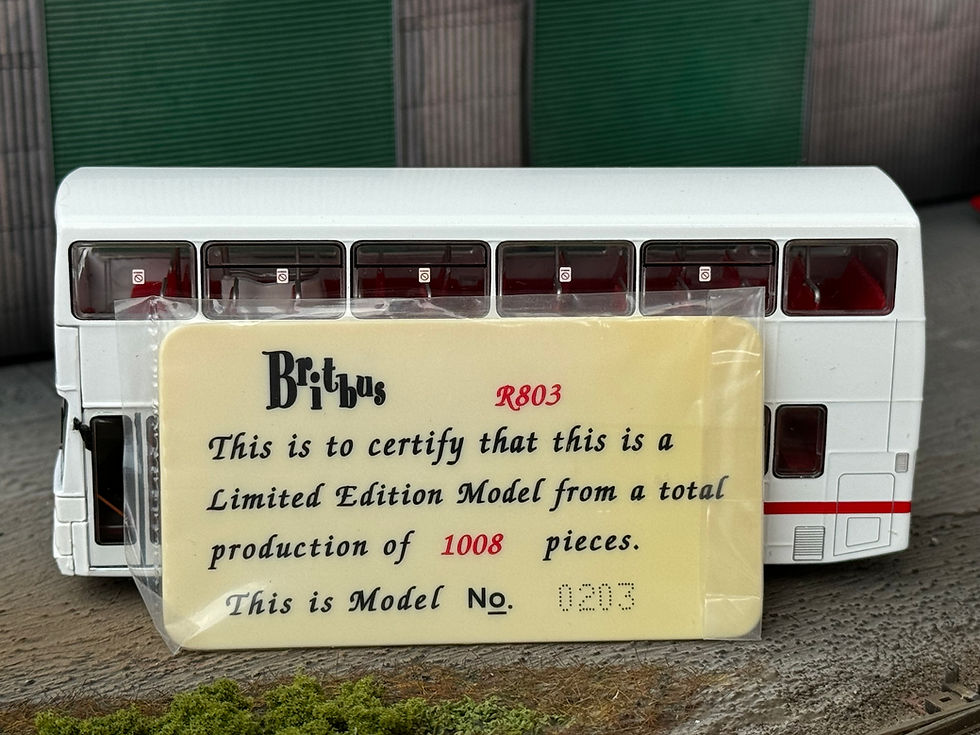 Britbus
R803
This is to certify that this is a
Limited Edition Model from a total
production of 1008 pieces.
This is Model No. 0203